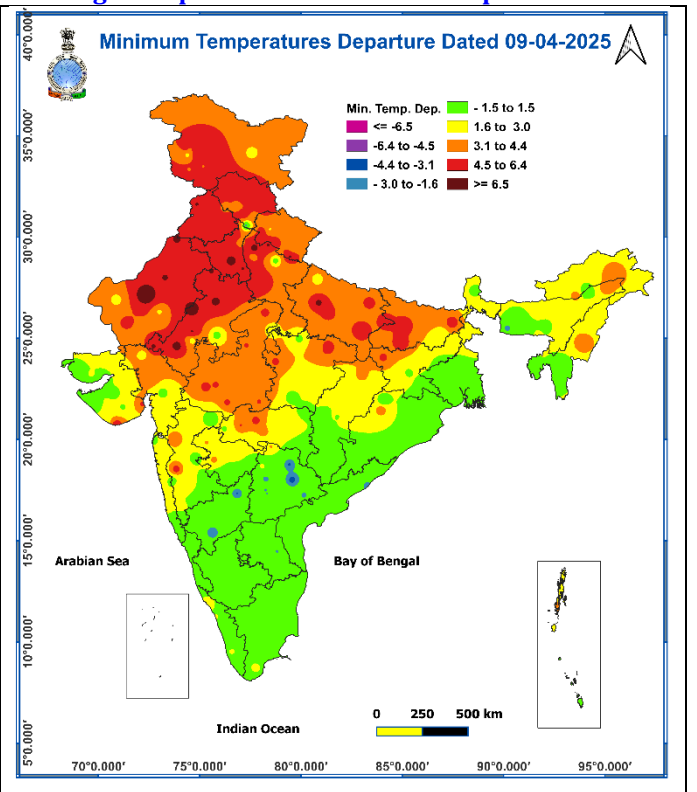 Minimum Temperatures Departure Dated 09-04-2025
Min. Temp. Dep.
<= -6.5
-6.4 to -4.5
-4.4 to -3.1
- 3.0 to -1.6
- 1.5 to 1.5
1.6 to 3.0
3.1 to 4.4
4.5 to 6.4
>= 6.5
40°0.000'
35°0.000'
30°0.000'
25°0.000'
20°0.000'
15°0.000'
10°0.000'
5°0.000'
Arabian Sea
Bay of Bengal
Indian Ocean
0 250 500 km
70°0.000' 75°0.000' 80°0.000' 85°0.000' 90°0.000' 95°0.000'